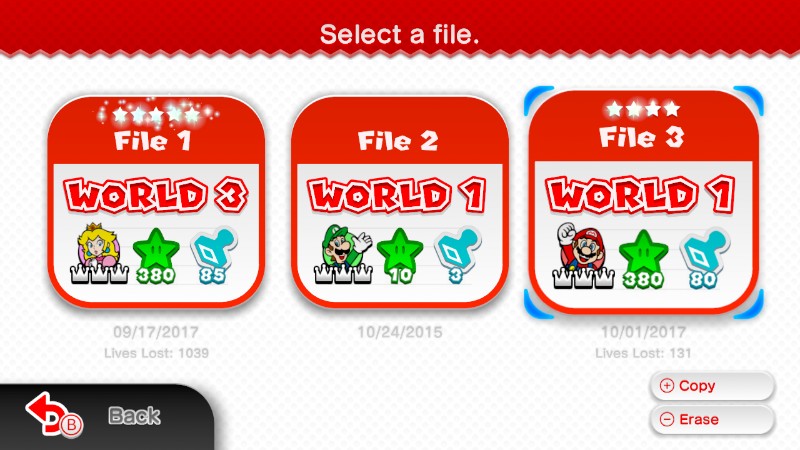 Select a file.
File 1
WORLD 3
380 85
09/17/2017
Lives Lost: 1039
File 2
WORLD 1
10 3
10/24/2015
File 3
WORLD 1
380 80
10/01/2017
Lives Lost: 131
B Back
+ Copy
− Erase